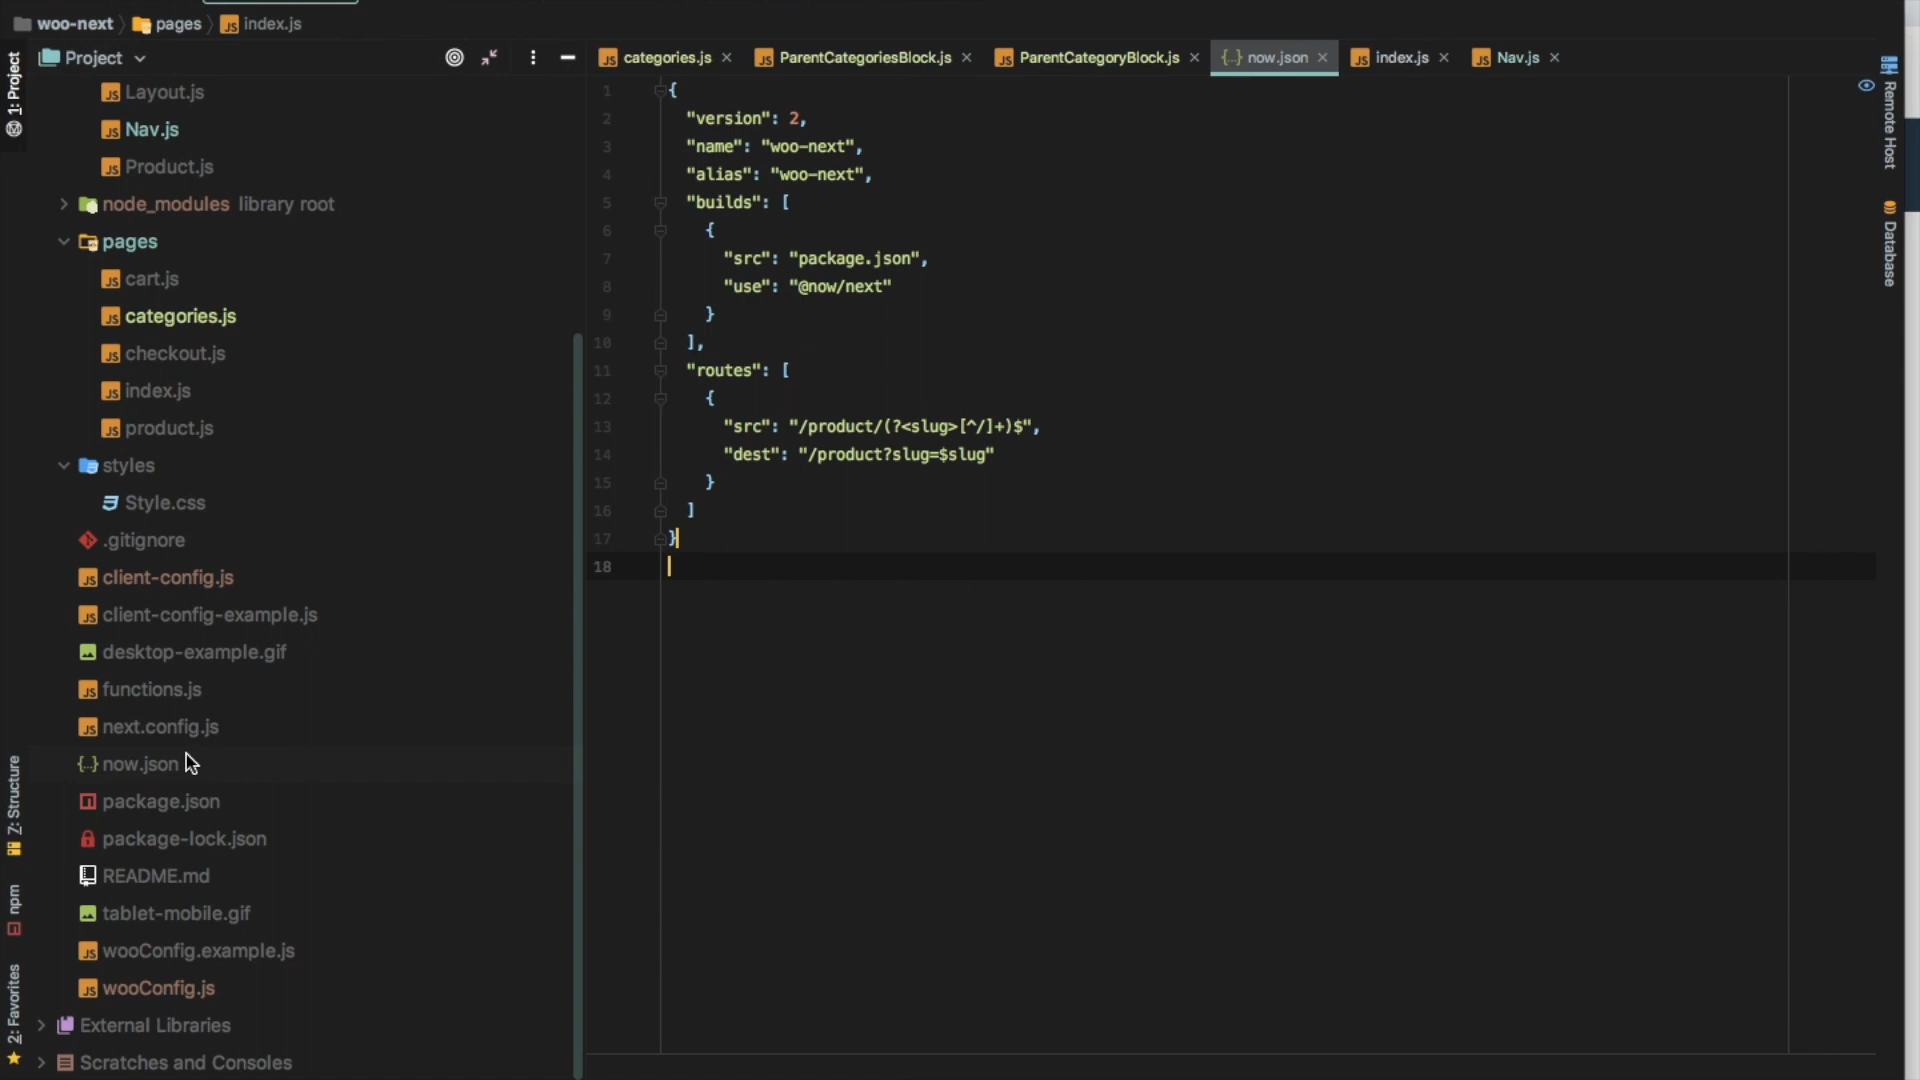 woo-next
pages
index.js
1: Project
Project
Layout.js
Nav.js
Product.js
node_modules library root
pages
cart.js
categories.js
checkout.js
index.js
product.js
styles
Style.css
.gitignore
client-config.js
client-config-example.js
desktop-example.gif
functions.js
next.config.js
now.json
package.json
package-lock.json
README.md
tablet-mobile.gif
wooConfig.example.js
wooConfig.js
External Libraries
Scratches and Consoles
Z: Structure
npm
2: Favorites
categories.js
ParentCategoriesBlock.js
ParentCategoryBlock.js
now.json
index.js
Nav.js
1 {
2 "version": 2,
3 "name": "woo-next",
4 "alias": "woo-next",
5 "builds": [
6 {
7 "src": "package.json",
8 "use": "@now/next"
9 }
10 ],
11 "routes": [
12 {
13 "src": "/product/(?<slug>[^/]+)$",
14 "dest": "/product?slug=$slug"
15 }
16 ]
17 }
18
Remote Host
Database